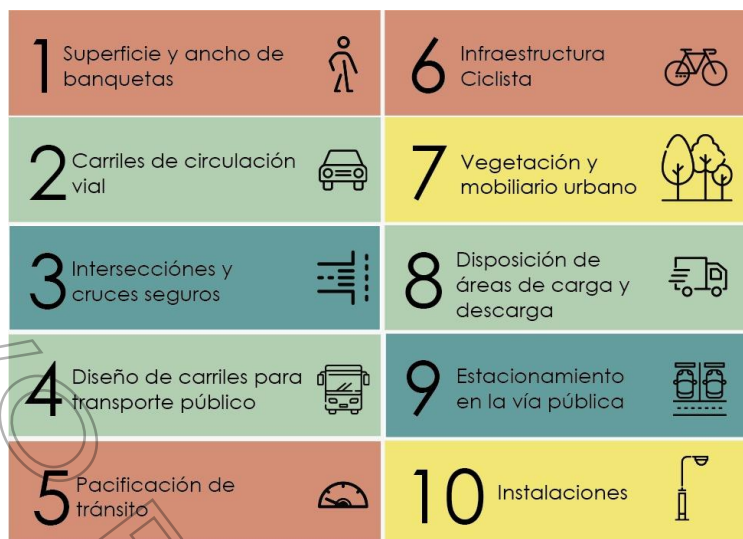 1 Superficie y ancho de
banquetas
2 Carriles de circulación
vial
3 Intersecciónes y
cruces seguros
4 Diseño de carriles para
transporte público
5 Pacificación de
tránsito
6 Infraestructura
Ciclista
7 Vegetación y
mobiliario urbano
8 Disposición de
áreas de carga y
descarga
9 Estacionamiento
en la vía pública
10 Instalaciones